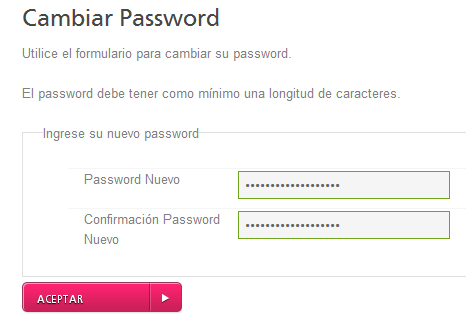 Cambiar Password
Utilice el formulario para cambiar su password.
El password debe tener como mínimo una longitud de caracteres.
Ingrese su nuevo password
Password Nuevo
•••••••••••••••••••
Confirmación Password
Nuevo
•••••••••••••••••••
ACEPTAR